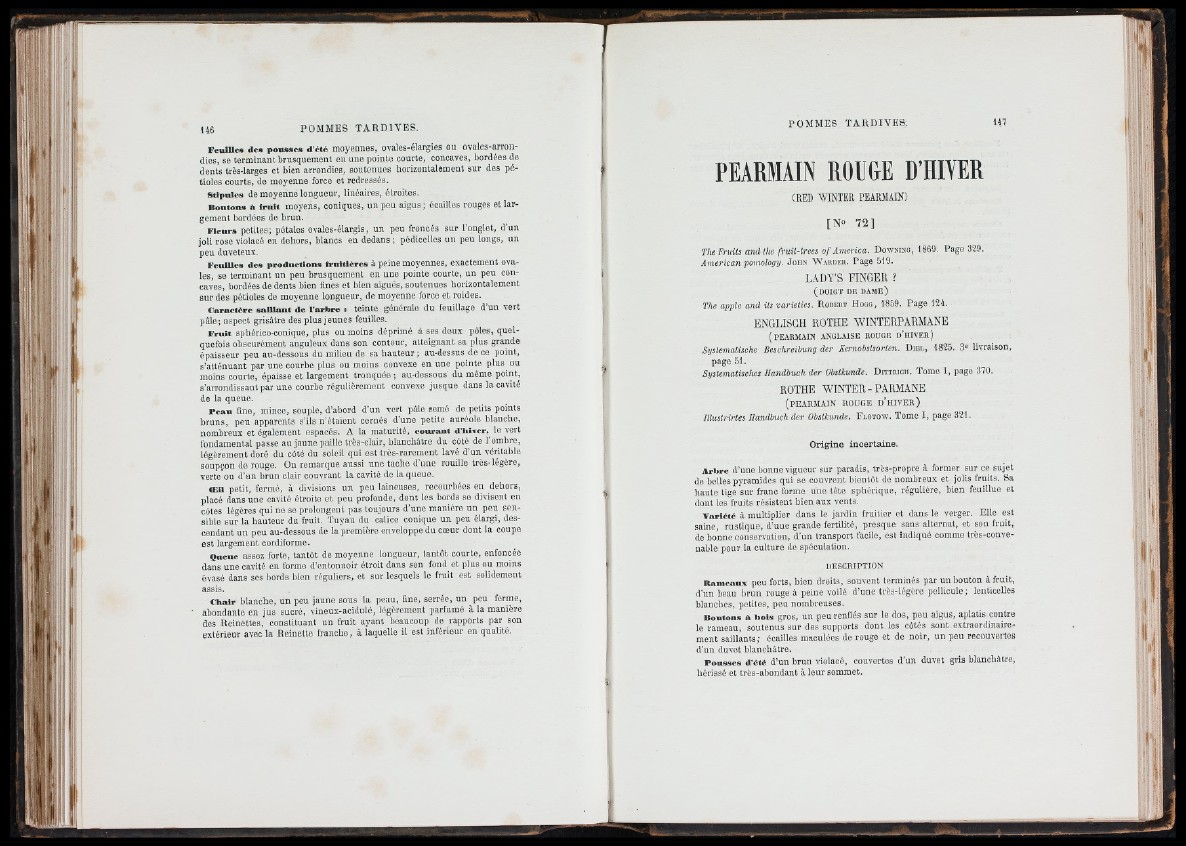 146 POMMES TARDIVES.
Feuilles des pousses d'été moyennes, ovales-élargies ou ovales-arron-
dies, se terminant brusquement en une pointe courte, concaves, bordées de
dents très-larges et bien arrondies, soutenues horizontalement sur des pé-
tioles courts, de moyenne force et redressés.
Stipules de moyenne longueur, linéaires, étroites.
Boutons à fruit moyens, coniques, un peu aigus; écailles rouges et lar-
gement bordées de brun.
Fleurs petites; pétales ovales-élargis, un peu froncés sur l'onglet, d'un
joli rose violacé en dehors, blancs en dedans; pédicelles un peu longs, un
peu duveteux.
Feuilles des productions fruitières à peine moyennes, exactement ova-
les, se terminant un peu brusquement en une pointe courte, un peu con-
caves, bordées de dents bien fines et bien aiguës, soutenues horizontalement
sur des pétioles de moyenne longueur, de moyenne force et roides.
Caractère saillant de l'arbre : teinte générale du feuillage d'un vert
pâle; aspect grisâtre des plus jeunes feuilles.
Fruit sphérico-conique, plus ou moins déprimé à ses deux pôles, quel-
quefois obscurément anguleux dans son contour, atteignant sa plus grande
épaisseur peu au-dessous du milieu de sa hauteur; au-dessus de ce point,
s'atténuant par une courbe plus ou moins convexe en une pointe plus ou
moins courte, épaisse et largement tronquée; au-dessous du même point,
s'arrondissant par une courbe régulièrement convexe jusque dans la cavité
de la queue.
Peau fine, mince, souple, d'abord d'un vert pâle semé de petits points
bruns, peu apparents s'ils n'étaient cernés d'une petite auréole blanche,
nombreux et également espacés. A la maturité, courant d'hiver, le vert
fondamental passe au jaune paille très-clair, blanchâtre du côté de l'ombre,
légèrement doré du côté du soleil qui est très-rarement lavé d'un véritable
soupçon de rouge. On remarque aussi une tache d'une rouille très-légère,
verte ou d'un brun clair couvrant la cavité de la queue.
Œil petit, fermé, à divisions un peu laineuses, recourbées en dehors,
placé dans une cavité étroite et peu profonde, dont les bords se divisent en
côtes légères qui ne se prolongent pas toujours d'une manière un peu sen-
sible sur la hauteur du fruit. Tuyau du calice conique un peu élargi, des-
cendant un peu au-dessous de la première enveloppe du cœur dont la coupe
est largement cordiforme.
Queue assez forte, tantôt de moyenne longueur, tantôt courte, enfoncée
dans une cavité en forme d'entonnoir étroit dans son fond et plus ou moins
évasé dans ses bords bien réguliers, et sur lesquels le fruit est solidement
assis.
Chair blanche, un peu jaune sous la peau, fine, serrée, un peu ferme,
abondante en jus sucré, vineux-acidulé, légèrement parfumé à la manière
des Reinettes, constituant un fruit ayant beaucoup de rapports par son
extérieur avec la Reinette franche, à laquelle il est inférieur en qualité.
POMMES TARDIVES. 147
PEARMAIN ROUGE D'HIVER
(RED WINTER PEARMAIN)
[No 72]
The Fruits and the fruit-trees of America. DOWNING, 1869. Page 329.
American pomology. JOHN WARDER. Page 519.
LADY'S FINGER ?
(DOIGT DE DAME)
The apple and its varieties. ROBERT HOGG, 1859. Page 124.
ENGLISCH ROTHE WINTERPARMANE
(PEARMAIN ANGLAISE ROUGE D'HIVER)
Systematische Beschreibung der Kernobstsorten. DIEL, 1825. 3e livraison,
page 51.
Systematisches Handbuch der Obstkunde. DITTRICH. Tome I, page 370.
ROTHE WINTER-PARMANE
(PEARMAIN ROUGE D'HIVER)
Illustrirtes Handbuch der Obstkunde. FLOTOW. Tome I, page 321.
Origine incertaine.
Arbre d'une bonne vigueur sur paradis, très-propre à former sur ce sujet
de belles pyramides qui se couvrent bientôt de nombreux et jolis fruits. Sa
haute tige sur franc forme une tête sphérique, régulière, bien feuillue et
dont les fruits résistent bien aux vents.
Variété à multiplier dans le jardin fruitier et dans le verger. Elle est
saine, rustique, d'une grande fertilité, presque sans alternat, et son fruit,
de bonne conservation, d'un transport facile, est indiqué comme très-conve-
nable pour la culture de spéculation.
DESCRIPTION
Rameaux peu forts, bien droits, souvent terminés par un bouton à fruit,
d'un beau brun rouge à peine voilé d'une très-légère pellicule; lenticelles
blanches, petites, peu nombreuses.
Boutons à bois gros, un peu renflés sur le dos, peu aigus, aplatis contre
le rameau, soutenus sur des supports dont les côtés sont extraordinaire-
ment saillants; écailles maculées de rouge et de noir, un peu recouvertes
d'un duvet blanchâtre.
Pousses d'été d'un brun violacé, couvertes d'un duvet gris blanchâtre,
hérissé et très-abondant à leur sommet.